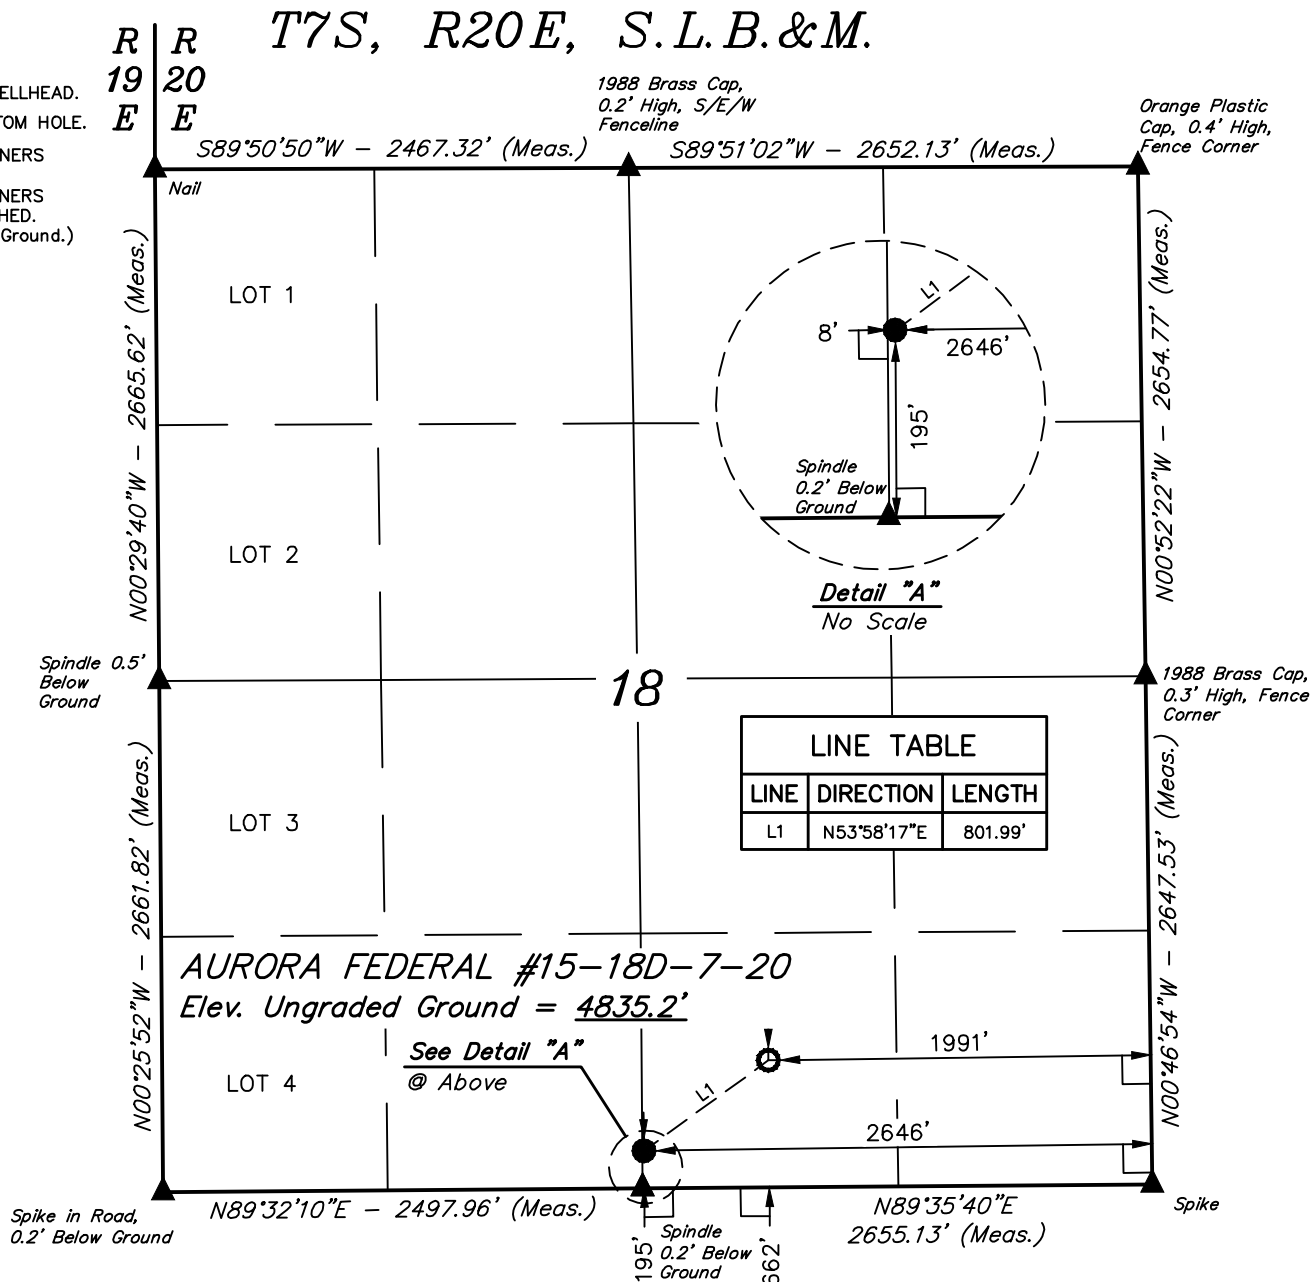 T7S, R20E, S.L.B.&M.
R R
19 20
E E
ELLHEAD.
TOM HOLE.
NERS
NERS
HED.
Ground.)
1988 Brass Cap,
0.2' High, S/E/W
Fenceline
Orange Plastic
Cap, 0.4' High,
Fence Corner
S89°50'50"W - 2467.32' (Meas.)
S89°51'02"W - 2652.13' (Meas.)
Nail
N00°29'40"W - 2665.62' (Meas.)
N00°52'22"W - 2654.77' (Meas.)
LOT 1
L1
8'
2646'
195'
Spindle
0.2' Below
Ground
LOT 2
Detail "A"
No Scale
Spindle 0.5'
Below
Ground
18
1988 Brass Cap,
0.3' High, Fence
Corner
LINE TABLE
LINE DIRECTION LENGTH
L1 N53°58'17"E 801.99'
LOT 3
N00°25'52"W - 2661.82' (Meas.)
N00°46'54"W - 2647.53' (Meas.)
AURORA FEDERAL #15-18D-7-20
Elev. Ungraded Ground = 4835.2'
See Detail "A"
@ Above
1991'
LOT 4
L1
2646'
N89°32'10"E - 2497.96' (Meas.)
N89°35'40"E
2655.13' (Meas.)
Spike
Spike in Road,
0.2' Below Ground
195'
Spindle
0.2' Below
Ground
662'